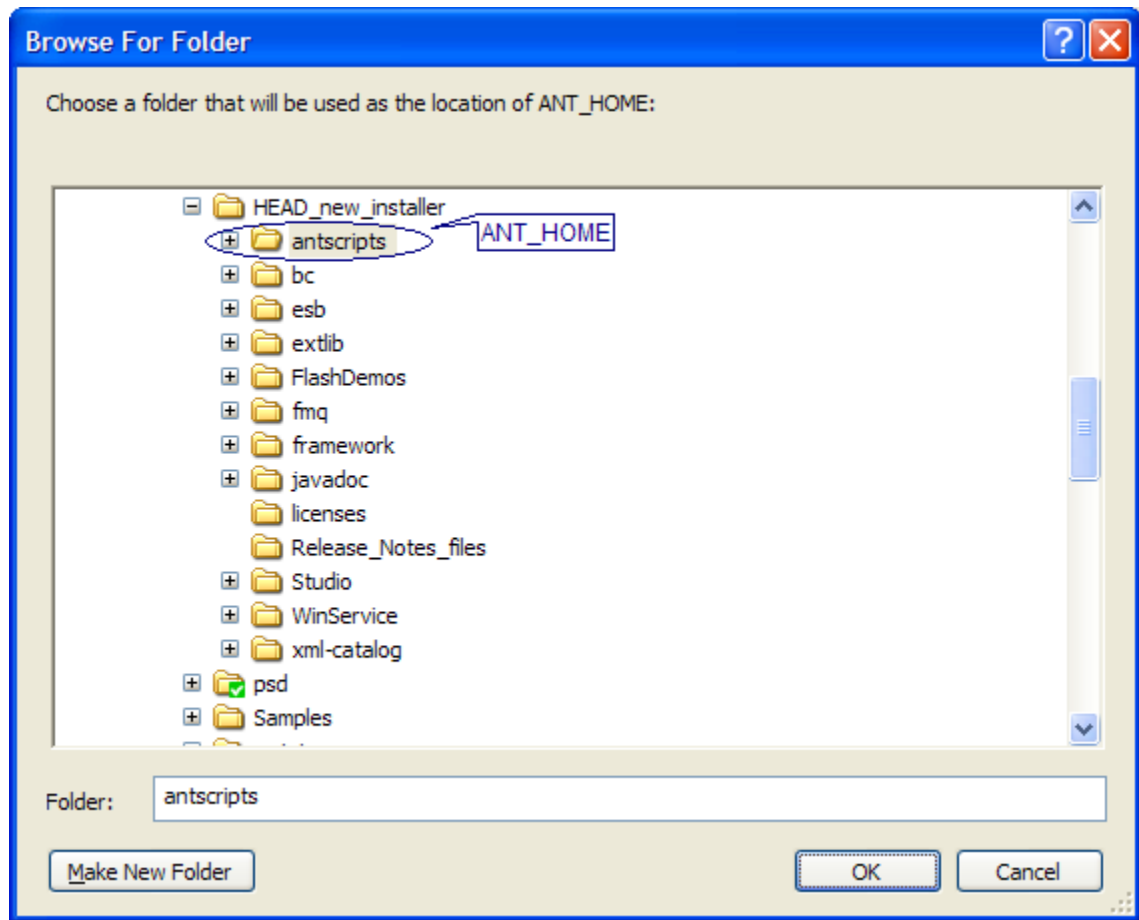 Browse For Folder
Choose a folder that will be used as the location of ANT_HOME:
HEAD_new_installer
antscripts
ANT_HOME
bc
esb
extlib
FlashDemos
fmq
framework
javadoc
licenses
Release_Notes_files
Studio
WinService
xml-catalog
psd
Samples
Folder:
antscripts
Make New Folder
OK
Cancel